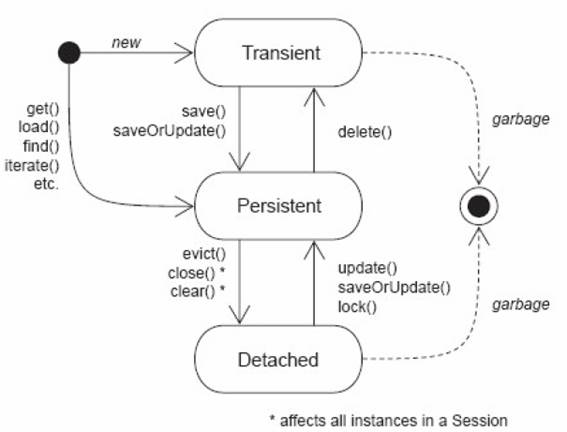 new
Transient
get()
load()
find()
iterate()
etc.
save()
saveOrUpdate()
delete()
garbage
Persistent
evict()
close() *
clear() *
update()
saveOrUpdate()
lock()
garbage
Detached
* affects all instances in a Session